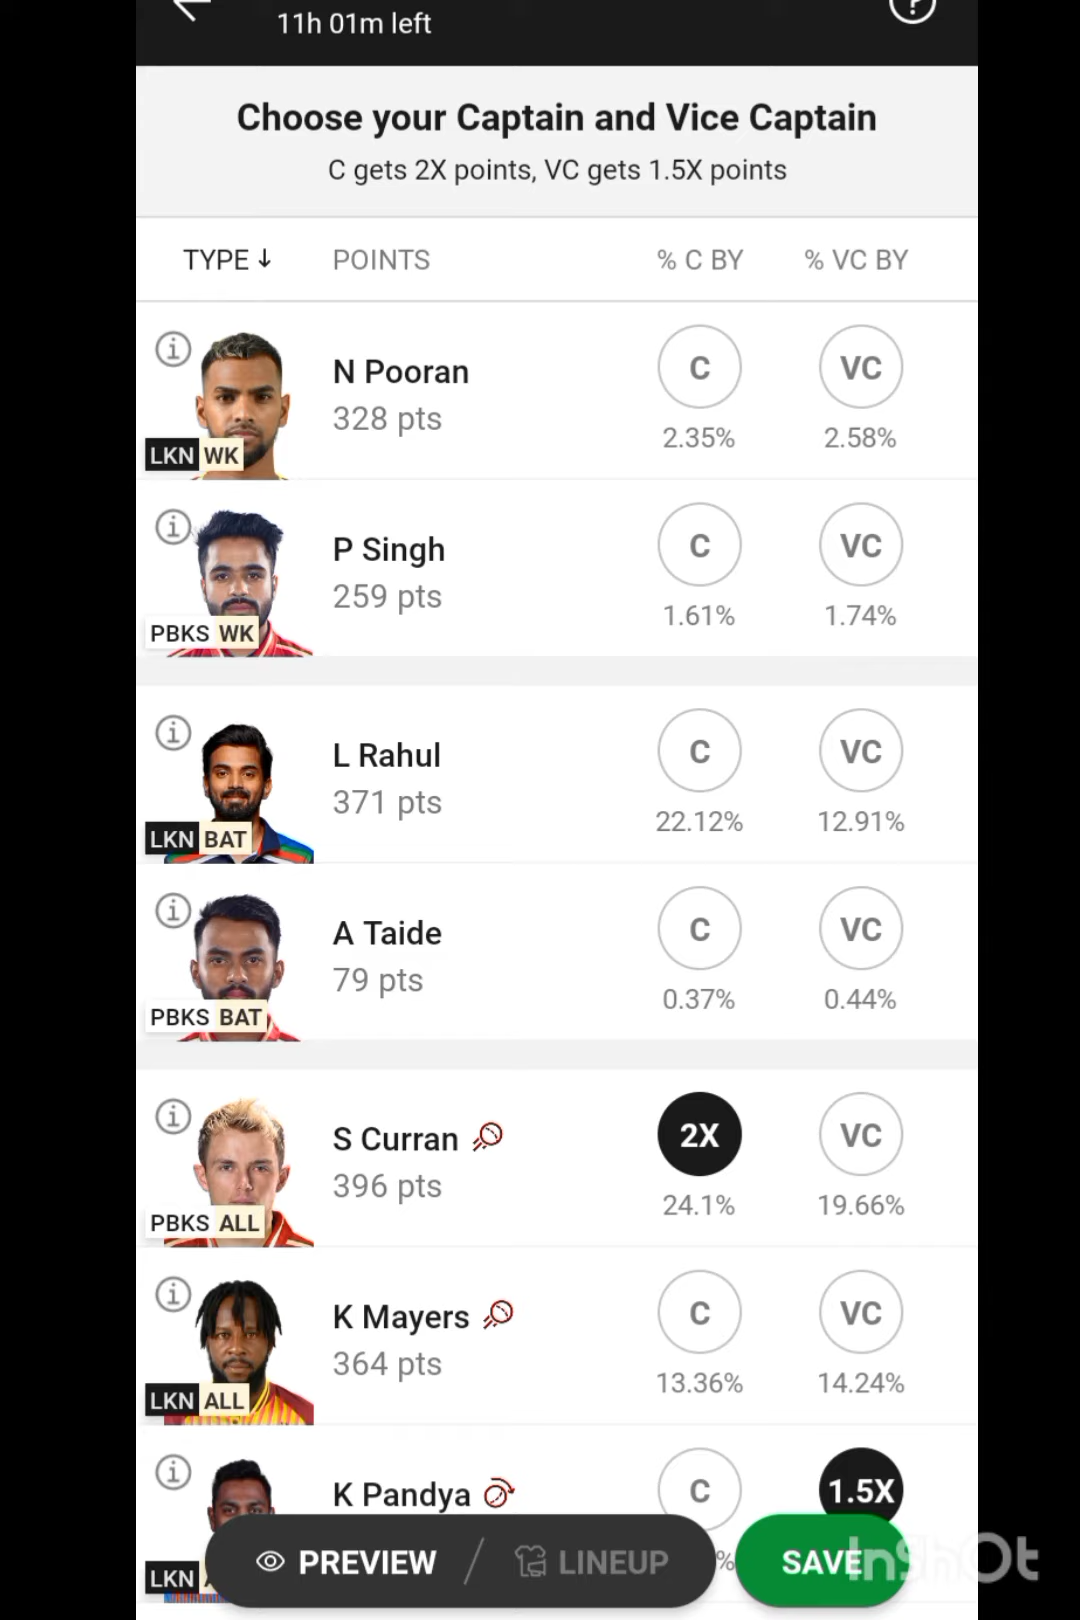 11h 01m left
?
Choose your Captain and Vice Captain
C gets 2X points, VC gets 1.5X points
TYPE ↓ POINTS % C BY % VC BY
i N Pooran C VC
328 pts 2.35% 2.58%
LKN WK
i P Singh C VC
259 pts 1.61% 1.74%
PBKS WK
i L Rahul C VC
371 pts 22.12% 12.91%
LKN BAT
i A Taide C VC
79 pts 0.37% 0.44%
PBKS BAT
i S Curran 2X VC
396 pts 24.1% 19.66%
PBKS ALL
i K Mayers C VC
364 pts 13.36% 14.24%
LKN ALL
i K Pandya C 1.5X
LKN PREVIEW / LINEUP % SAVE InShOt